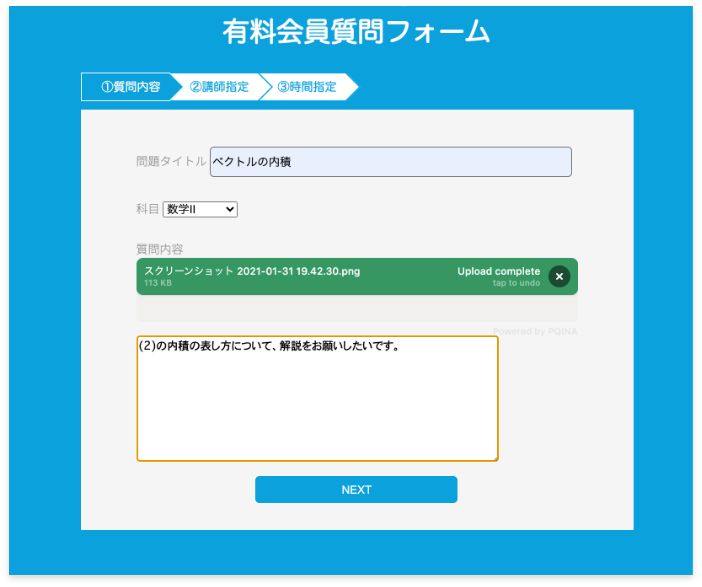 有料会員質問フォーム
①質問内容 ②講師指定 ③時間指定
問題タイトル ベクトルの内積
科目 数学II
質問内容
スクリーンショット 2021-01-31 19.42.30.png Upload complete
113 KB tap to undo
Powered by PQINA
(2)の内積の表し方について、解説をお願いしたいです。
NEXT